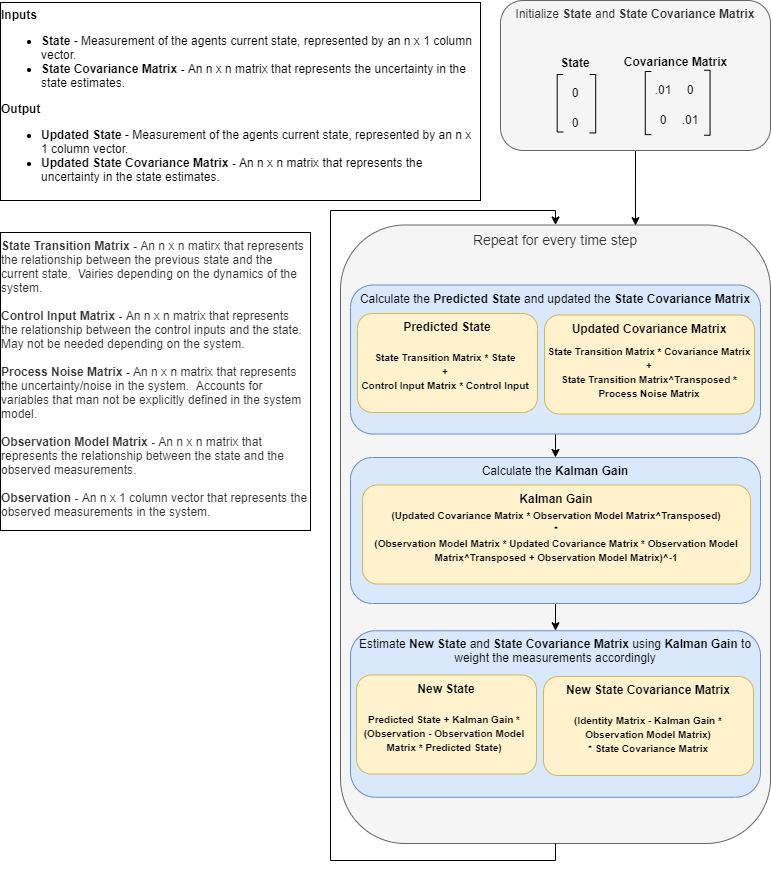 Inputs
State - Measurement of the agents current state, represented by an n x 1 column
vector.
State Covariance Matrix - An n x n matrix that represents the uncertainty in the
state estimates.
Output
Updated State - Measurement of the agents current state, represented by an n x
1 column vector.
Updated State Covariance Matrix - An n x n matrix that represents the
uncertainty in the state estimates.
Initialize State and State Covariance Matrix
State
0
0
Covariance Matrix
.01 0
0 .01
State Transition Matrix - An n x n matirx that represents
the relationship between the previous state and the
current state. Vairies depending on the dynamics of the
system.
Control Input Matrix - An n x n matrix that represents
the relationship between the control inputs and the state.
May not be needed depending on the system.
Process Noise Matrix - An n x n matrix that represents
the uncertainty/noise in the system. Accounts for
variables that man not be explicitly defined in the system
model.
Observation Model Matrix - An n x n matrix that
represents the relationship between the state and the
observed measurements.
Observation - An n x 1 column vector that represents the
observed measurements in the system.
Repeat for every time step
Calculate the Predicted State and updated the State Covariance Matrix
Predicted State
State Transition Matrix * State
+
Control Input Matrix * Control Input
Updated Covariance Matrix
State Transition Matrix * Covariance Matrix
+
State Transition Matrix^Transposed *
Process Noise Matrix
Calculate the Kalman Gain
Kalman Gain
(Updated Covariance Matrix * Observation Model Matrix^Transposed)
*
(Observation Model Matrix * Updated Covariance Matrix * Observation Model
Matrix^Transposed + Observation Model Matrix)^-1
Estimate New State and State Covariance Matrix using Kalman Gain to
weight the measurements accordingly
New State
Predicted State + Kalman Gain *
(Observation - Observation Model
Matrix * Predicted State)
New State Covariance Matrix
(Identity Matrix - Kalman Gain *
Observation Model Matrix)
* State Covariance Matrix